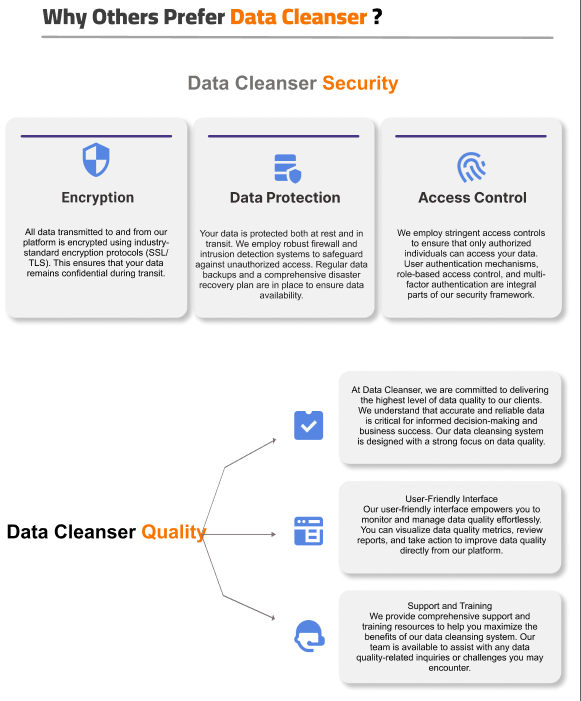 Why Others Prefer Data Cleanser ?
Data Cleanser Security
Encryption
All data transmitted to and from our
platform is encrypted using industry-
standard encryption protocols (SSL/
TLS). This ensures that your data
remains confidential during transit.
Data Protection
Your data is protected both at rest and in
transit. We employ robust firewall and
intrusion detection systems to safeguard
against unauthorized access. Regular data
backups and a comprehensive disaster
recovery plan are in place to ensure data
availability.
Access Control
We employ stringent access controls
to ensure that only authorized
individuals can access your data.
User authentication mechanisms,
role-based access control, and multi-
factor authentication are integral
parts of our security framework.
Data Cleanser Quality
At Data Cleanser, we are committed to delivering
the highest level of data quality to our clients.
We understand that accurate and reliable data
is critical for informed decision-making and
business success. Our data cleansing system
is designed with a strong focus on data quality.
User-Friendly Interface
Our user-friendly interface empowers you to
monitor and manage data quality effortlessly.
You can visualize data quality metrics, review
reports, and take action to improve data quality
directly from our platform.
Support and Training
We provide comprehensive support and
training resources to help you maximize the
benefits of our data cleansing system. Our
team is available to assist with any data
quality-related inquiries or challenges you may
encounter.